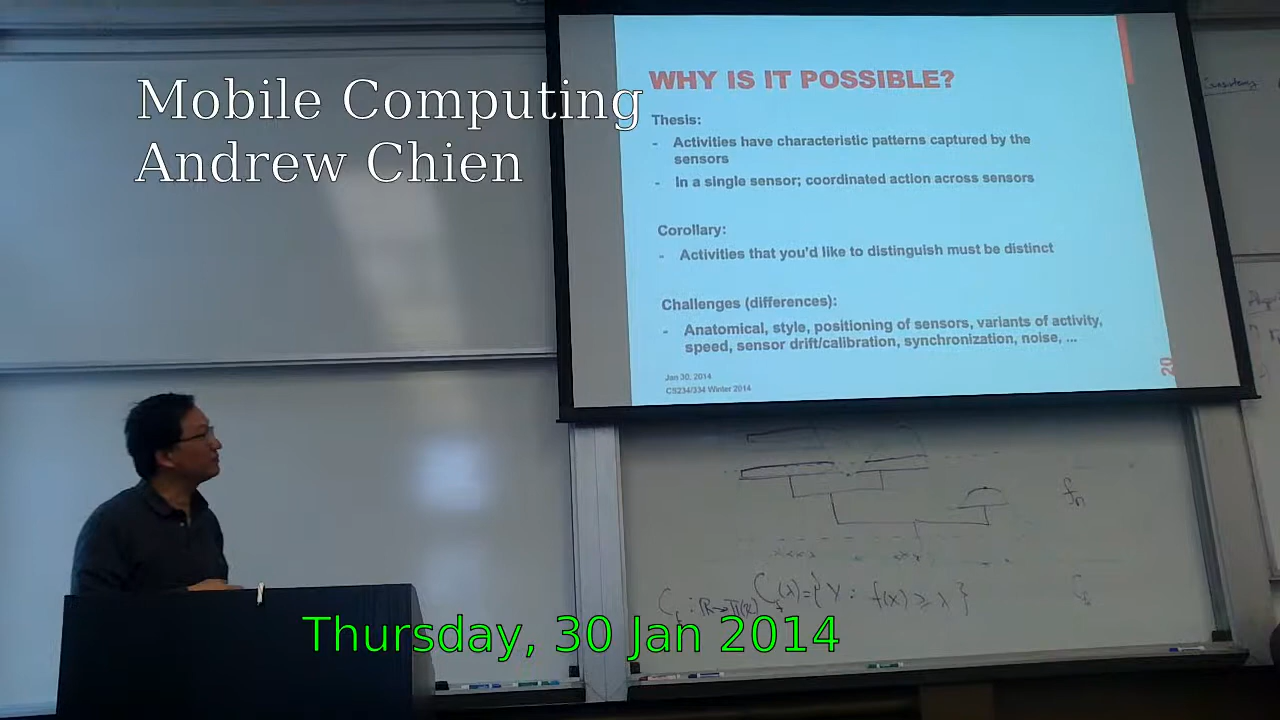 Mobile Computing
Andrew Chien
WHY IS IT POSSIBLE?
Thesis:
- Activities have characteristic patterns captured by the
sensors
- In a single sensor; coordinated action across sensors
Corollary:
- Activities that you'd like to distinguish must be distinct
Challenges (differences):
- Anatomical, style, positioning of sensors, variants of activity,
speed, sensor drift/calibration, synchronization, noise, ...
Jan 30, 2014
CS234/334 Winter 2014
20
Consistency
fn
f(x) ≥ λ }
Thursday, 30 Jan 2014